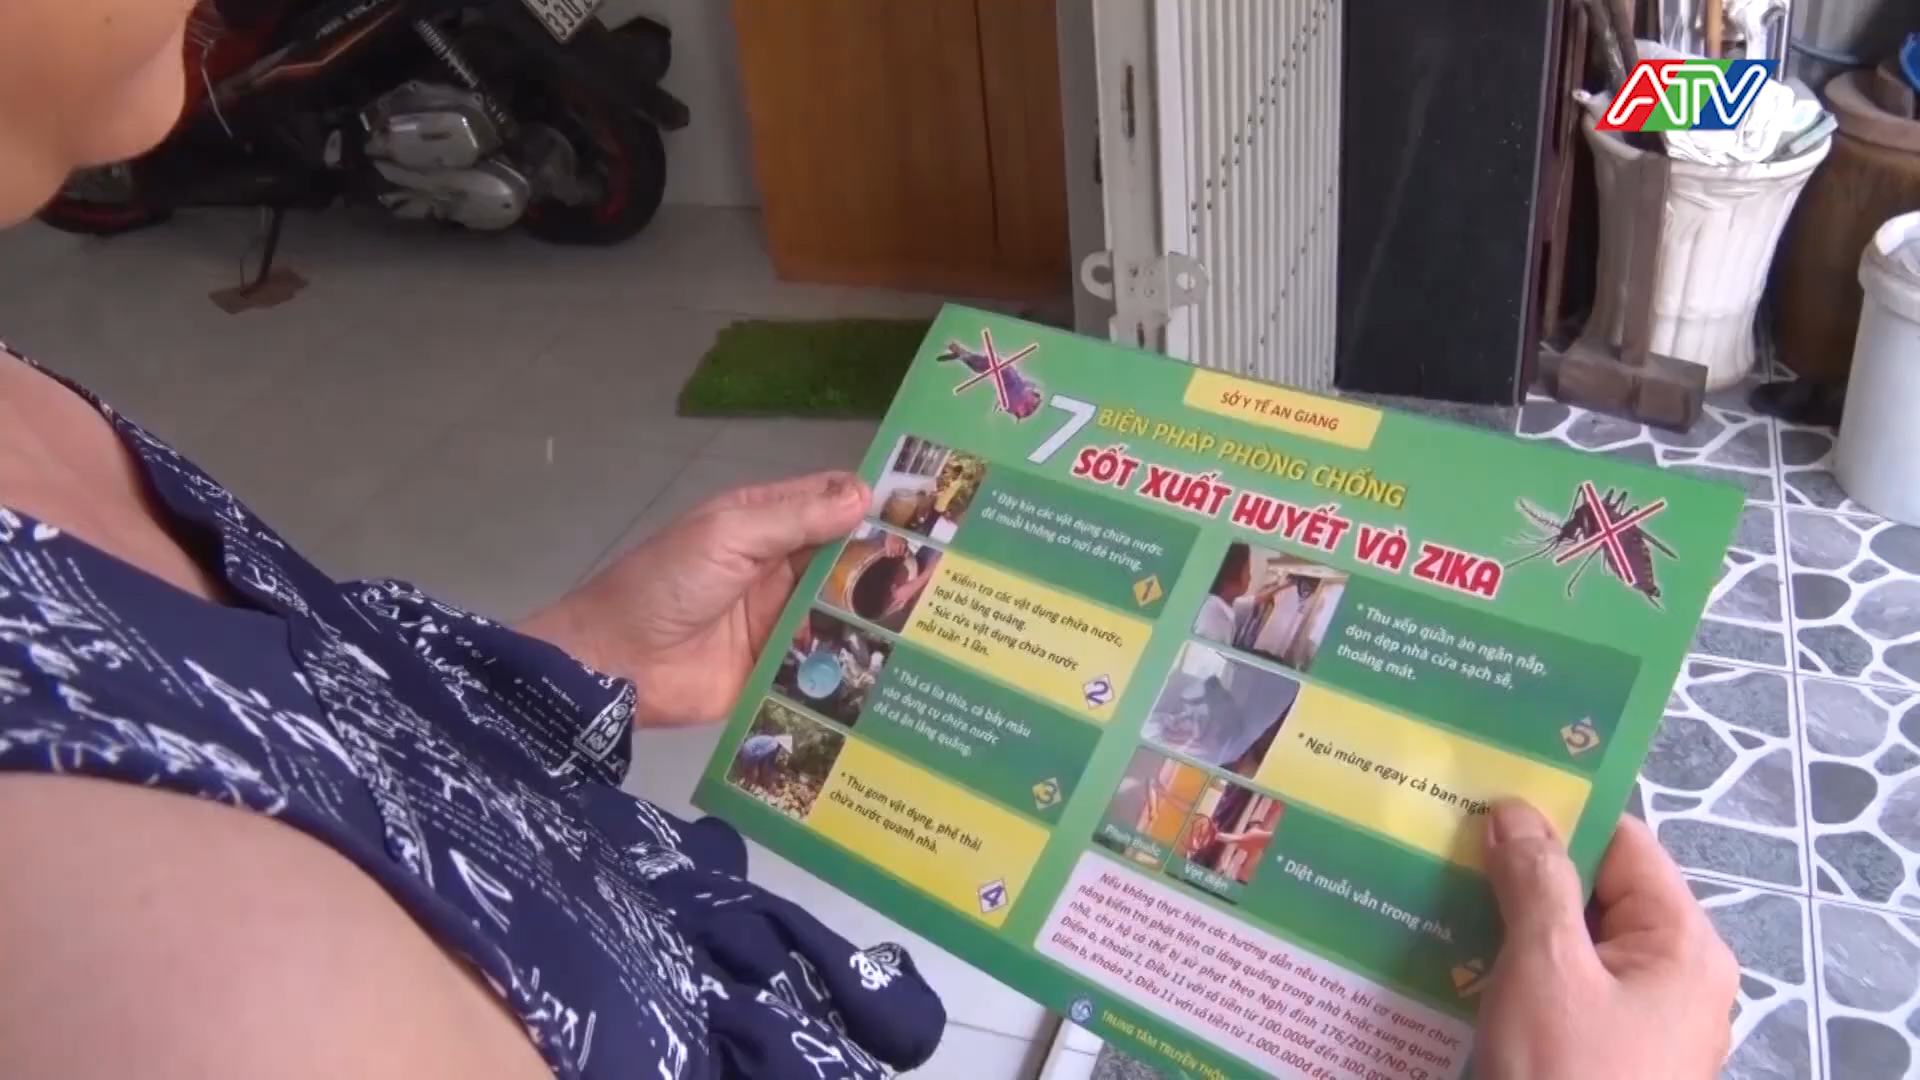 ATV
SỞ Y TẾ AN GIANG
7 BIỆN PHÁP PHÒNG CHỐNG
SỐT XUẤT HUYẾT VÀ ZIKA
* Đậy kín các vật dụng chứa nước
để muỗi không có nơi đẻ trứng.
1
* Kiểm tra các vật dụng chứa nước,
loại bỏ lăng quăng.
* Súc rửa vật dụng chứa nước
mỗi tuần 1 lần.
2
* Thả cá lia thia, cá bảy màu
vào dụng cụ chứa nước
để cá ăn lăng quăng.
3
* Thu gom vật dụng, phế thải
chứa nước quanh nhà.
4
* Thu xếp quần áo ngăn nắp,
dọn dẹp nhà cửa sạch sẽ,
thoáng mát.
5
* Ngủ mùng ngay cả ban ngày
Phun thuốc
Vợt điện
* Diệt muỗi vằn trong nhà.
7
Nếu không thực hiện các hướng dẫn nêu trên, khi cơ quan chức
năng kiểm tra phát hiện có lăng quăng trong nhà hoặc xung quanh
nhà, chủ hộ có thể bị xử phạt theo Nghị định 176/2013/NĐ-CP
Điểm b, Khoản 1, Điều 11 với số tiền từ 100.000đ đến 300.000
Điểm b, Khoản 2, Điều 11 với số tiền từ 1.000.000đ đến
TRUNG TÂM TRUYỀN THÔNG